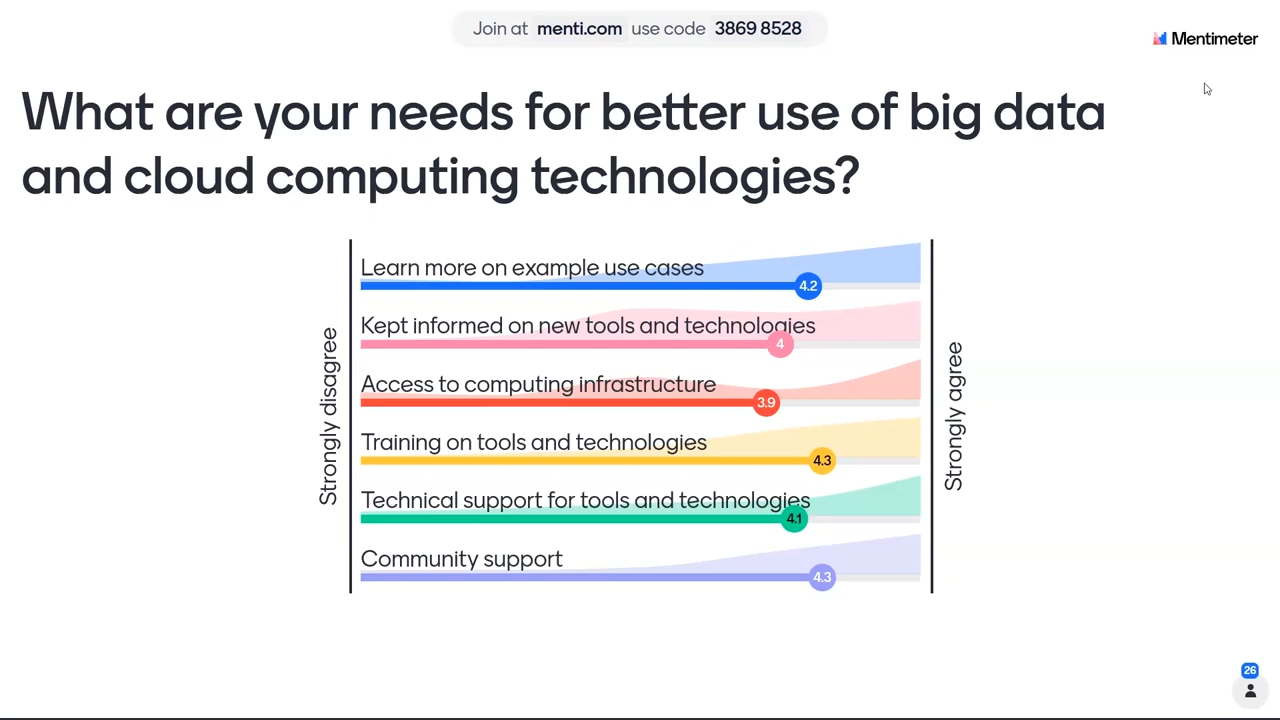 Join at menti.com use code 3869 8528
Mentimeter
What are your needs for better use of big data
and cloud computing technologies?
Strongly disagree
Learn more on example use cases
4.2
Kept informed on new tools and technologies
4
Access to computing infrastructure
3.9
Training on tools and technologies
4.3
Technical support for tools and technologies
4.1
Community support
4.3
Strongly agree
26